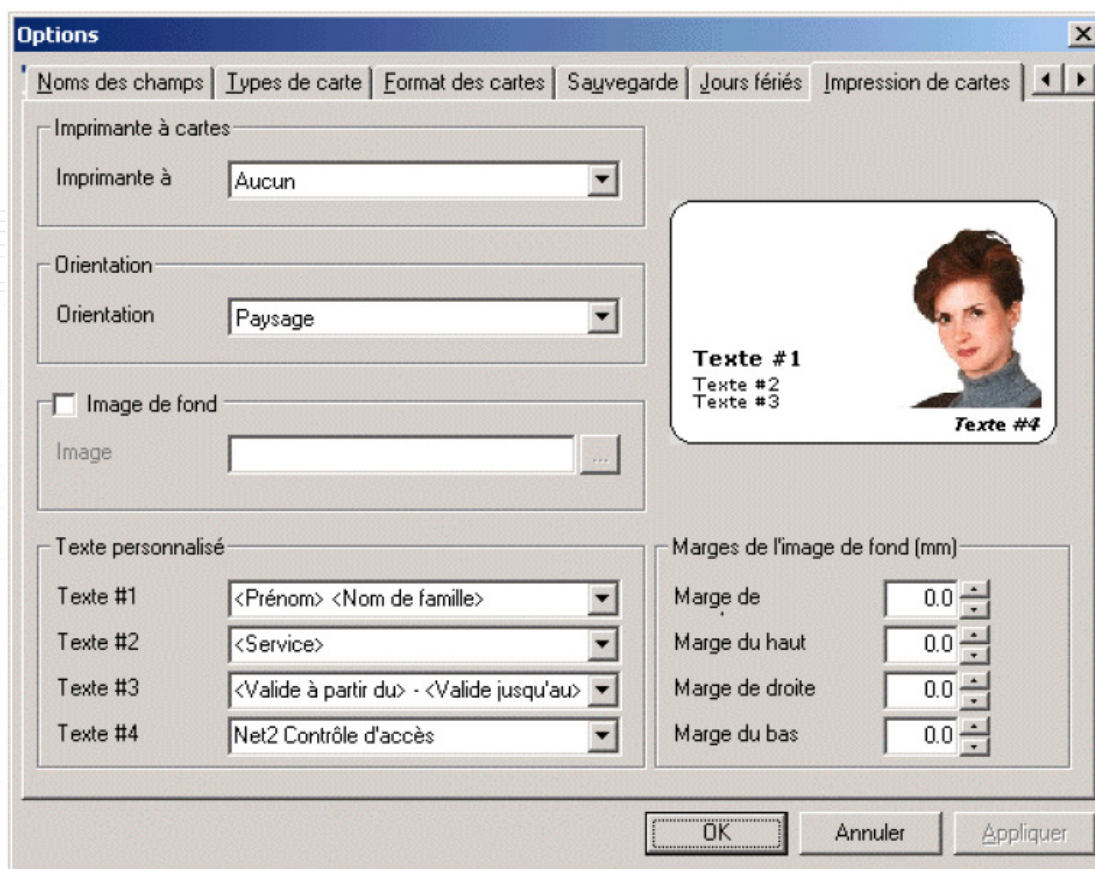 Options
Noms des champs
Types de carte
Format des cartes
Sauvegarde
Jours fériés
Impression de cartes
Imprimante à cartes
Imprimante à
Aucun
Orientation
Orientation
Paysage
Image de fond
Image
...
Texte #1
Texte #2
Texte #3
Texte #4
Texte personnalisé
Texte #1
<Prénom> <Nom de famille>
Texte #2
<Service>
Texte #3
<Valide à partir du> - <Valide jusqu'au>
Texte #4
Net2 Contrôle d'accès
Marges de l'image de fond (mm)
Marge de
0.0
Marge du haut
0.0
Marge de droite
0.0
Marge du bas
0.0
OK
Annuler
Appliquer